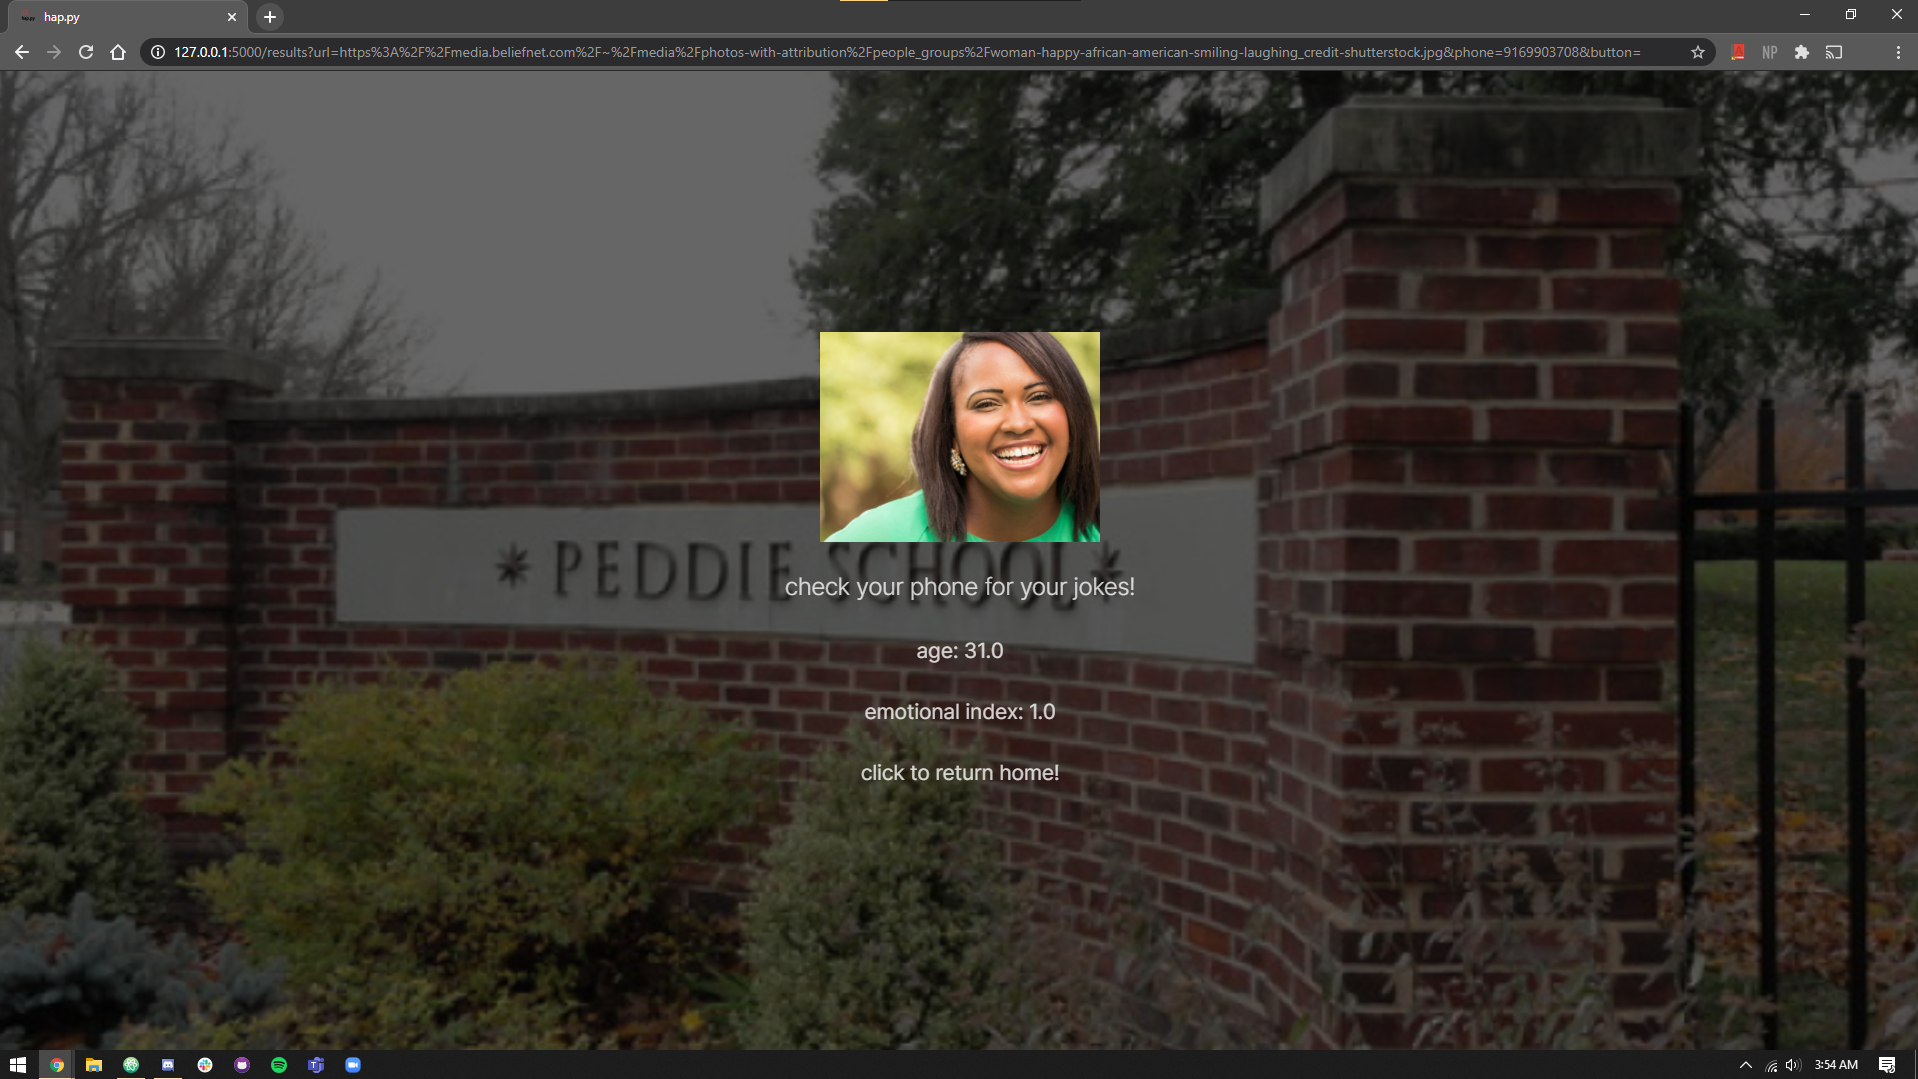 hap.py
127.0.0.1:5000/results?url=https%3A%2F%2Fmedia.beliefnet.com%2F~%2Fmedia%2Fphotos-with-attribution%2Fpeople_groups%2Fwoman-happy-african-american-smiling-laughing_credit-shutterstock.jpg&phone=9169903708&button=
NP
PEDDIE SCHOOL
check your phone for your jokes!
age: 31.0
emotional index: 1.0
click to return home!
3:54 AM